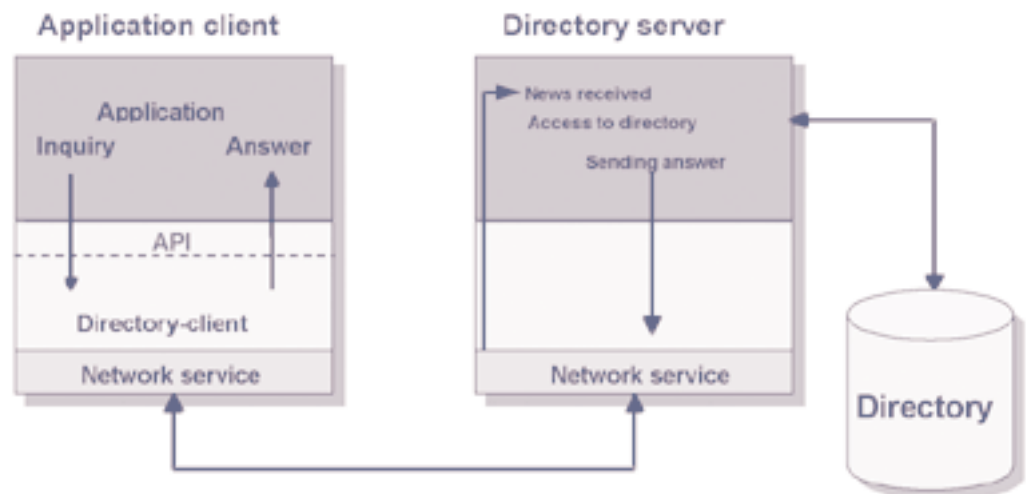 Application client
Directory server
Application
Inquiry
Answer
API
Directory-client
Network service
News received
Access to directory
Sending answer
Network service
Directory